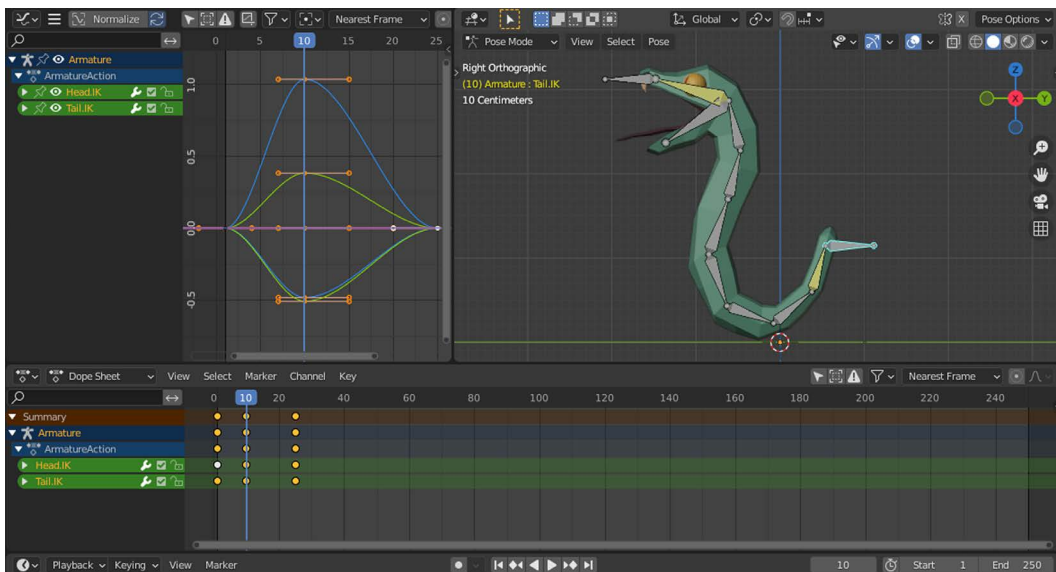 Normalize
Nearest Frame
Global
X
Pose Options
Pose Mode
View
Select
Pose
0
5
10
15
20
25
Armature
ArmatureAction
Head.IK
Tail.IK
1.0
0.5
0.0
-0.5
Right Orthographic
(10) Armature : Tail.IK
10 Centimeters
Z
X
Y
Dope Sheet
View
Select
Marker
Channel
Key
Nearest Frame
0
10
20
40
60
80
100
120
140
160
180
200
220
240
Summary
Armature
ArmatureAction
Head.IK
Tail.IK
Playback
Keying
View
Marker
10
Start 1
End 250